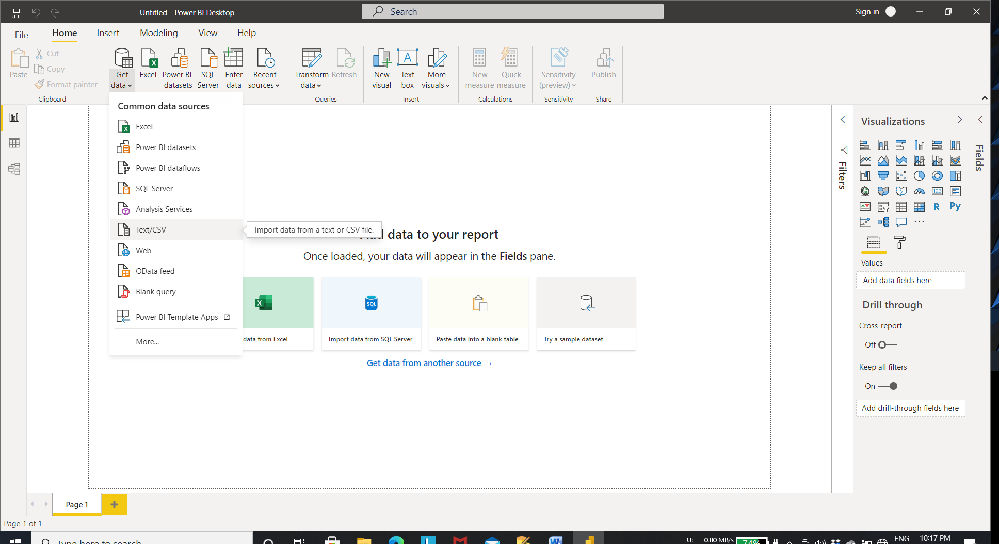 Untitled - Power BI Desktop
Search
Sign in
File
Home
Insert
Modeling
View
Help
Paste
Cut
Copy
Format painter
Clipboard
Get data
Excel
Power BI datasets
SQL Server
Enter data
Recent sources
Transform data
Refresh
Queries
New visual
Text box
More visuals
Insert
New measure
Quick measure
Calculations
Sensitivity (preview)
Sensitivity
Publish
Share
Common data sources
Excel
Power BI datasets
Power BI dataflows
SQL Server
Analysis Services
Text/CSV
Web
OData feed
Blank query
Power BI Template Apps
More...
Import data from a text or CSV file.
data to your report
Once loaded, your data will appear in the Fields pane.
SQL
data from Excel
Import data from SQL Server
Paste data into a blank table
Try a sample dataset
Get data from another source →
Filters
Visualizations
123
R
Py
...
Values
Add data fields here
Drill through
Cross-report
Off
Keep all filters
On
Add drill-through fields here
Fields
Page 1
Page 1 of 1
Type here to search
U:
0.00 MB/s
74%
ENG
10:17 PM